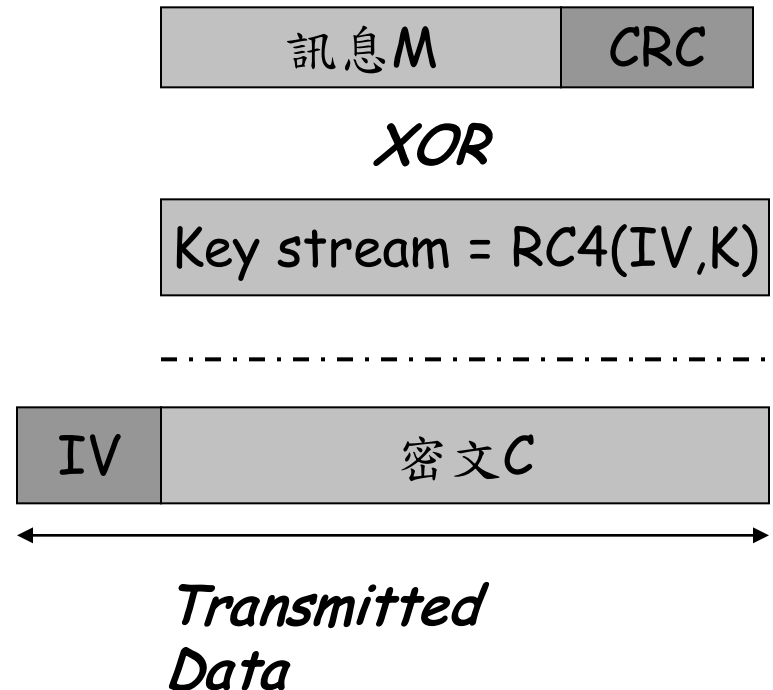 訊息M CRC
XOR
Key stream = RC4(IV,K)
IV 密文C
Transmitted
Data